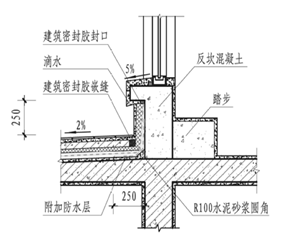 建筑密封胶封口
滴水
5%
反坎混凝土
建筑密封胶嵌缝
踏步
250
2%
附加防水层
250
R100水泥砂浆圆角